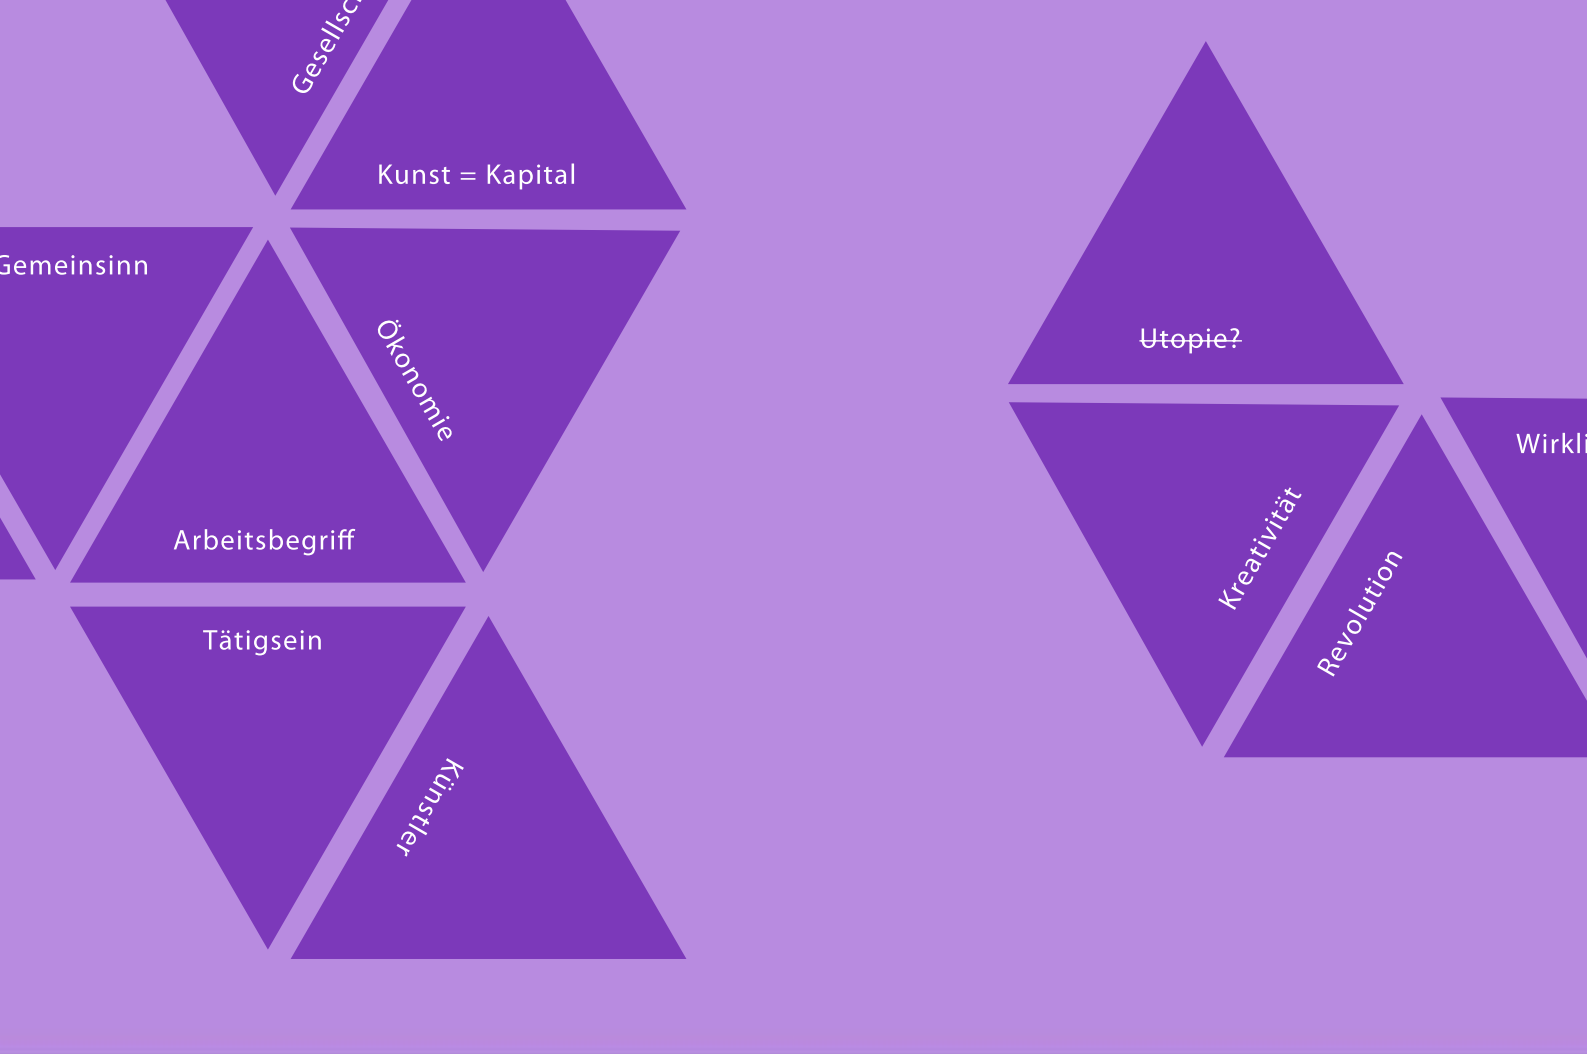 Kunst = Kapital
Gemeinsinn
Ökonomie
Arbeitsbegriff
Tätigsein
Künstler
Utopie?
Kreativität
Revolution